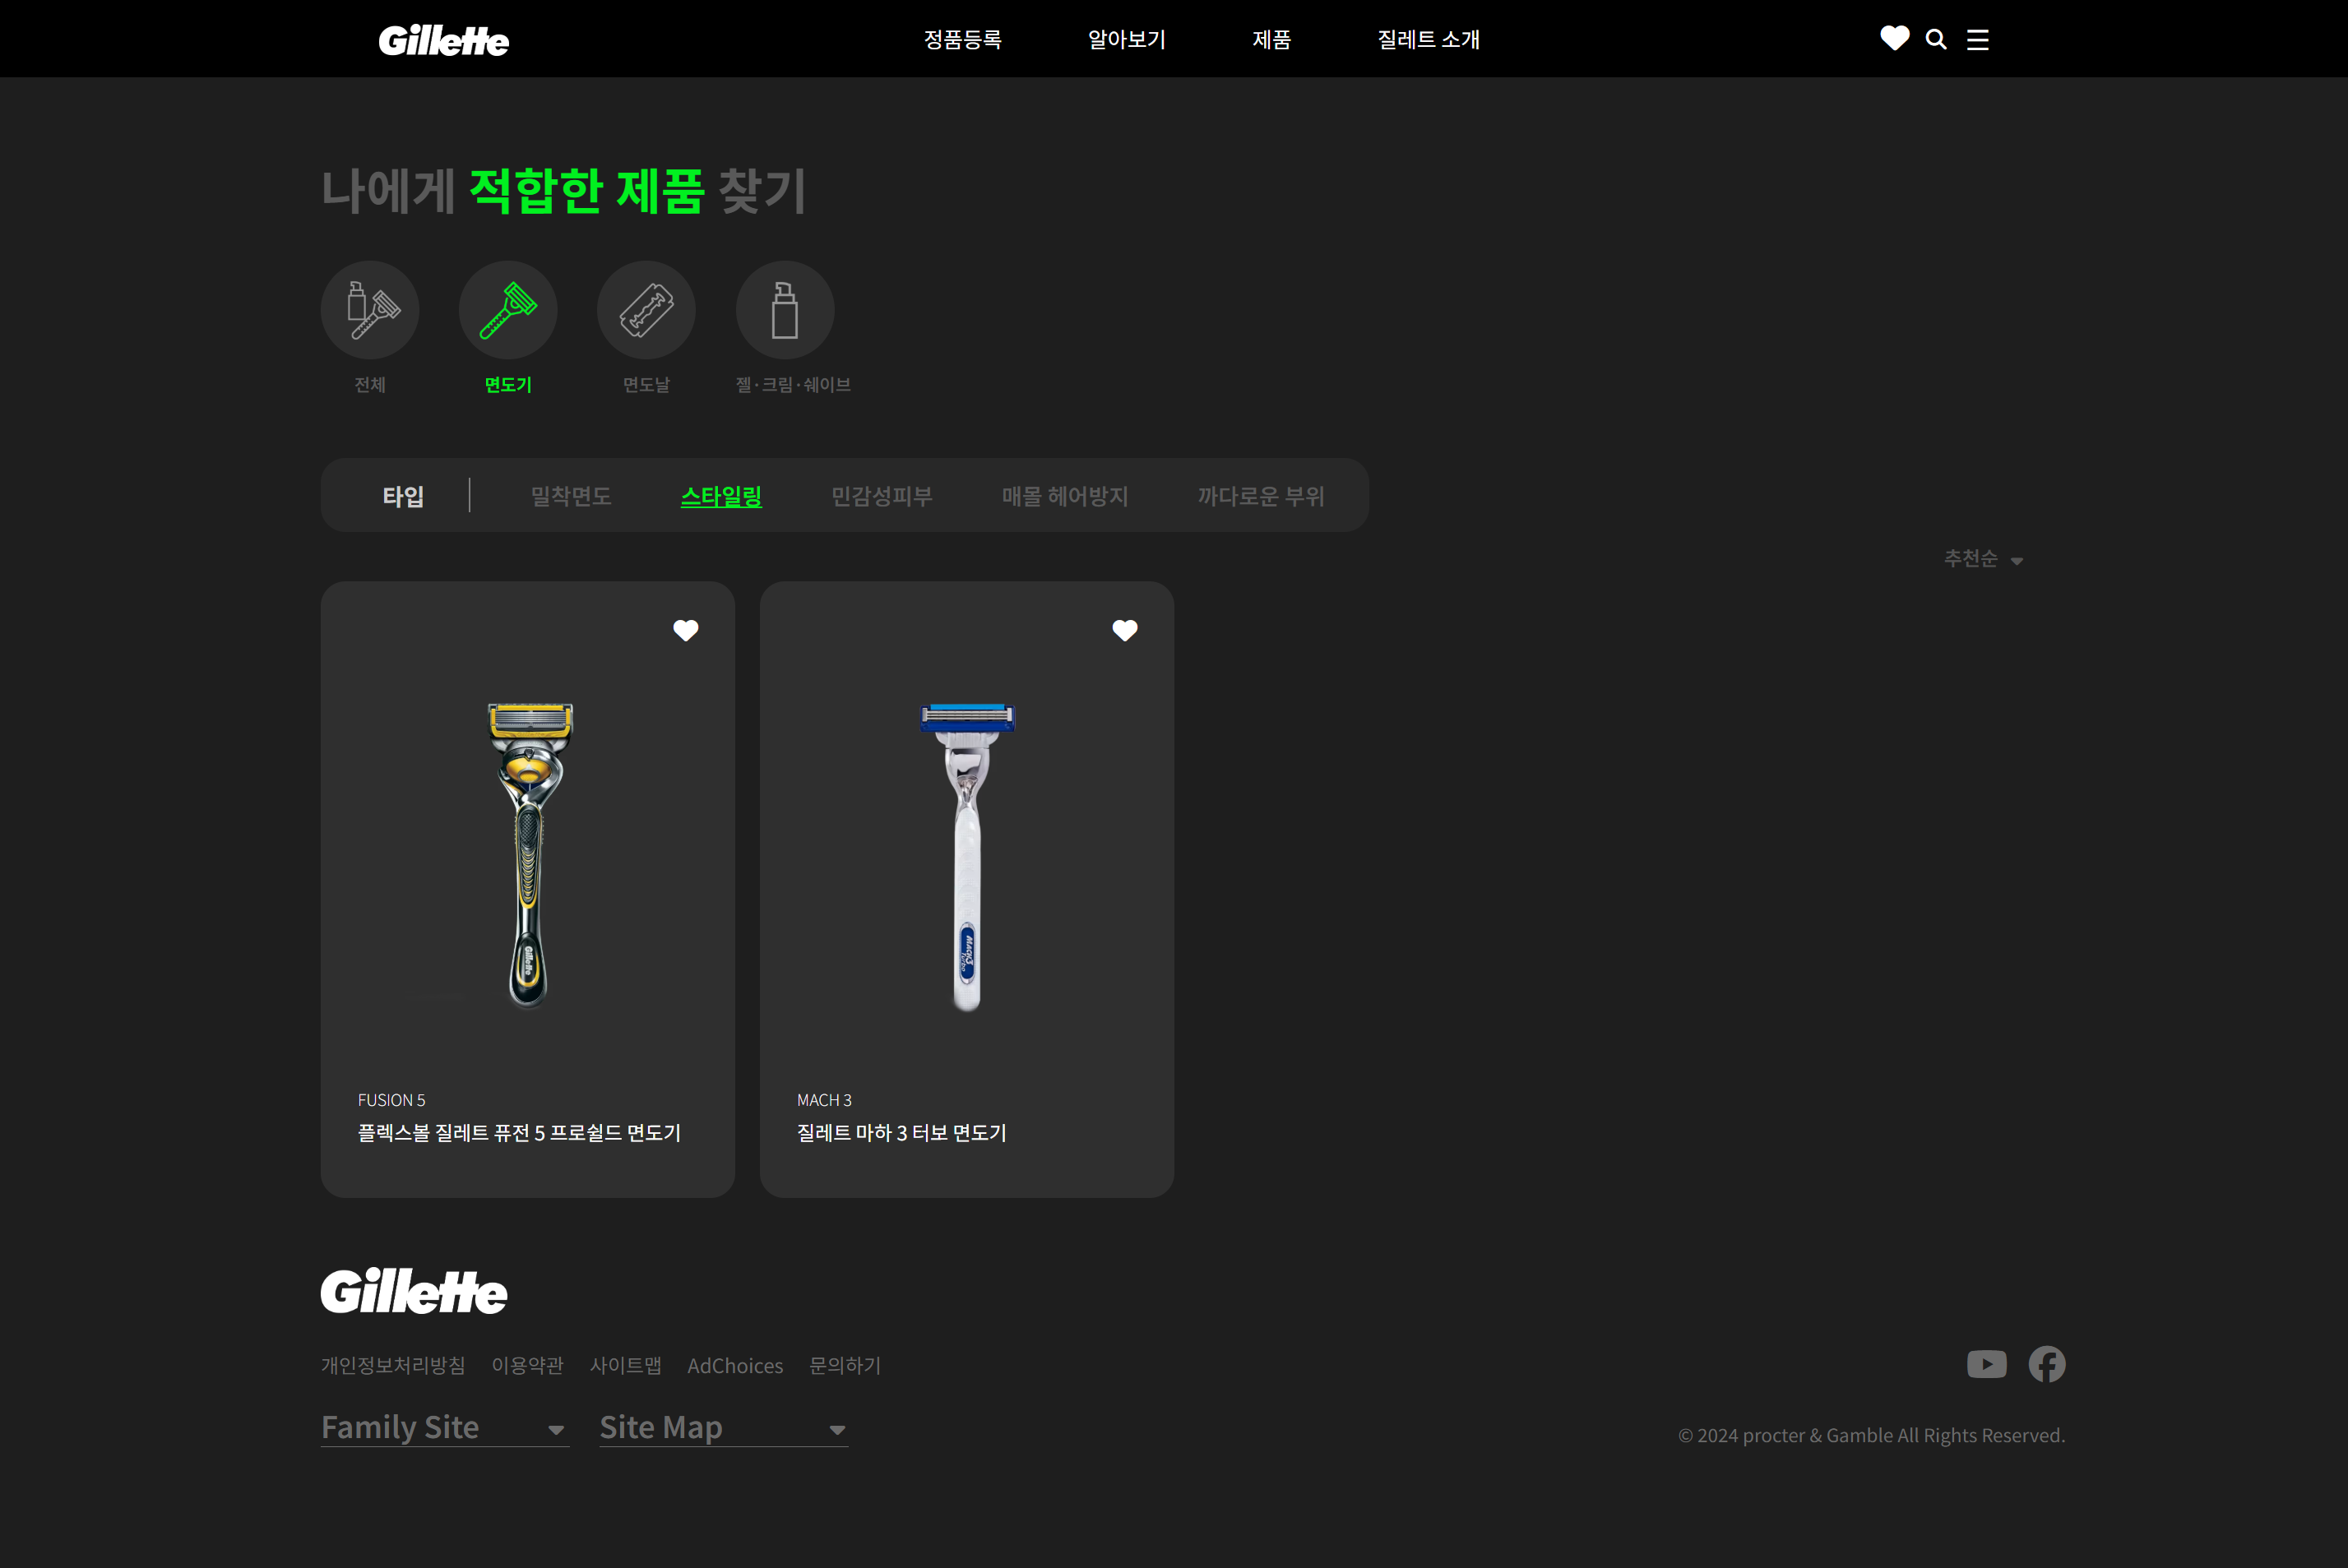 Gillette 정품등록 알아보기 제품 질레트 소개
나에게 적합한 제품 찾기
전체 면도기 면도날 젤·크림·쉐이브
타입 밀착면도 스타일링 민감성피부 매몰 헤어방지 까다로운 부위
추천순
Gillette
MACH3
Turbo
FUSION 5
플렉스볼 질레트 퓨전 5 프로쉴드 면도기
MACH 3
질레트 마하 3 터보 면도기
Gillette
개인정보처리방침 이용약관 사이트맵 AdChoices 문의하기
Family Site Site Map
© 2024 procter & Gamble All Rights Reserved.